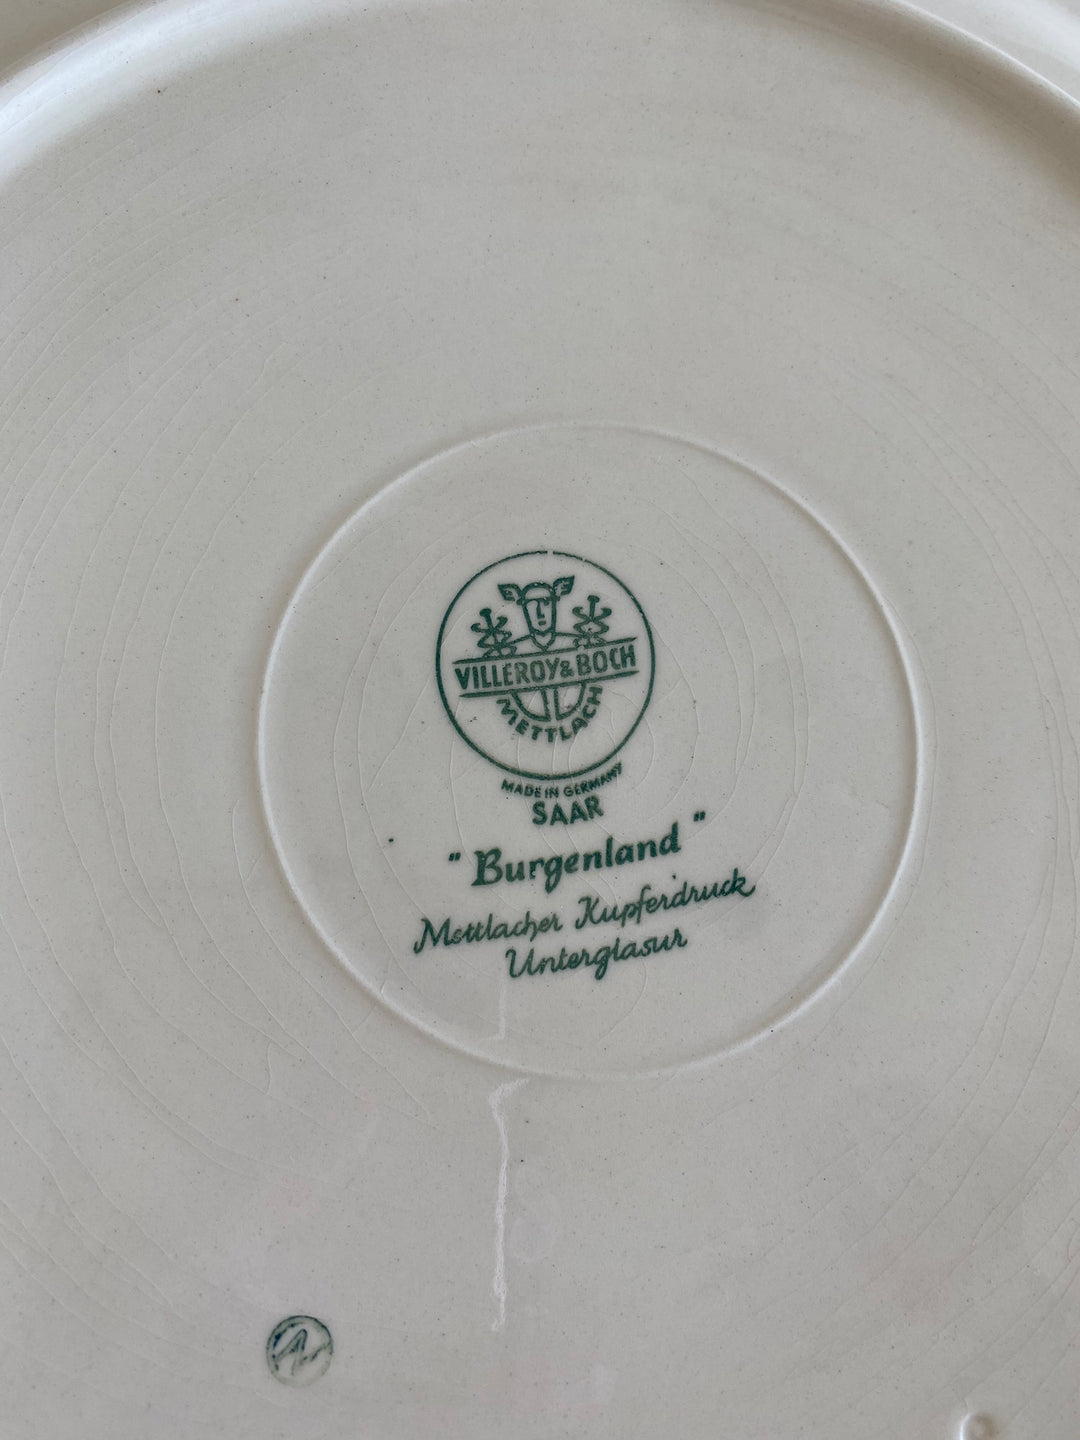 VILLEROY & BOCH
METTLACH
MADE IN GERMANY
SAAR
"Burgenland"
Mettlacher Kupferdruck
Unterglasur